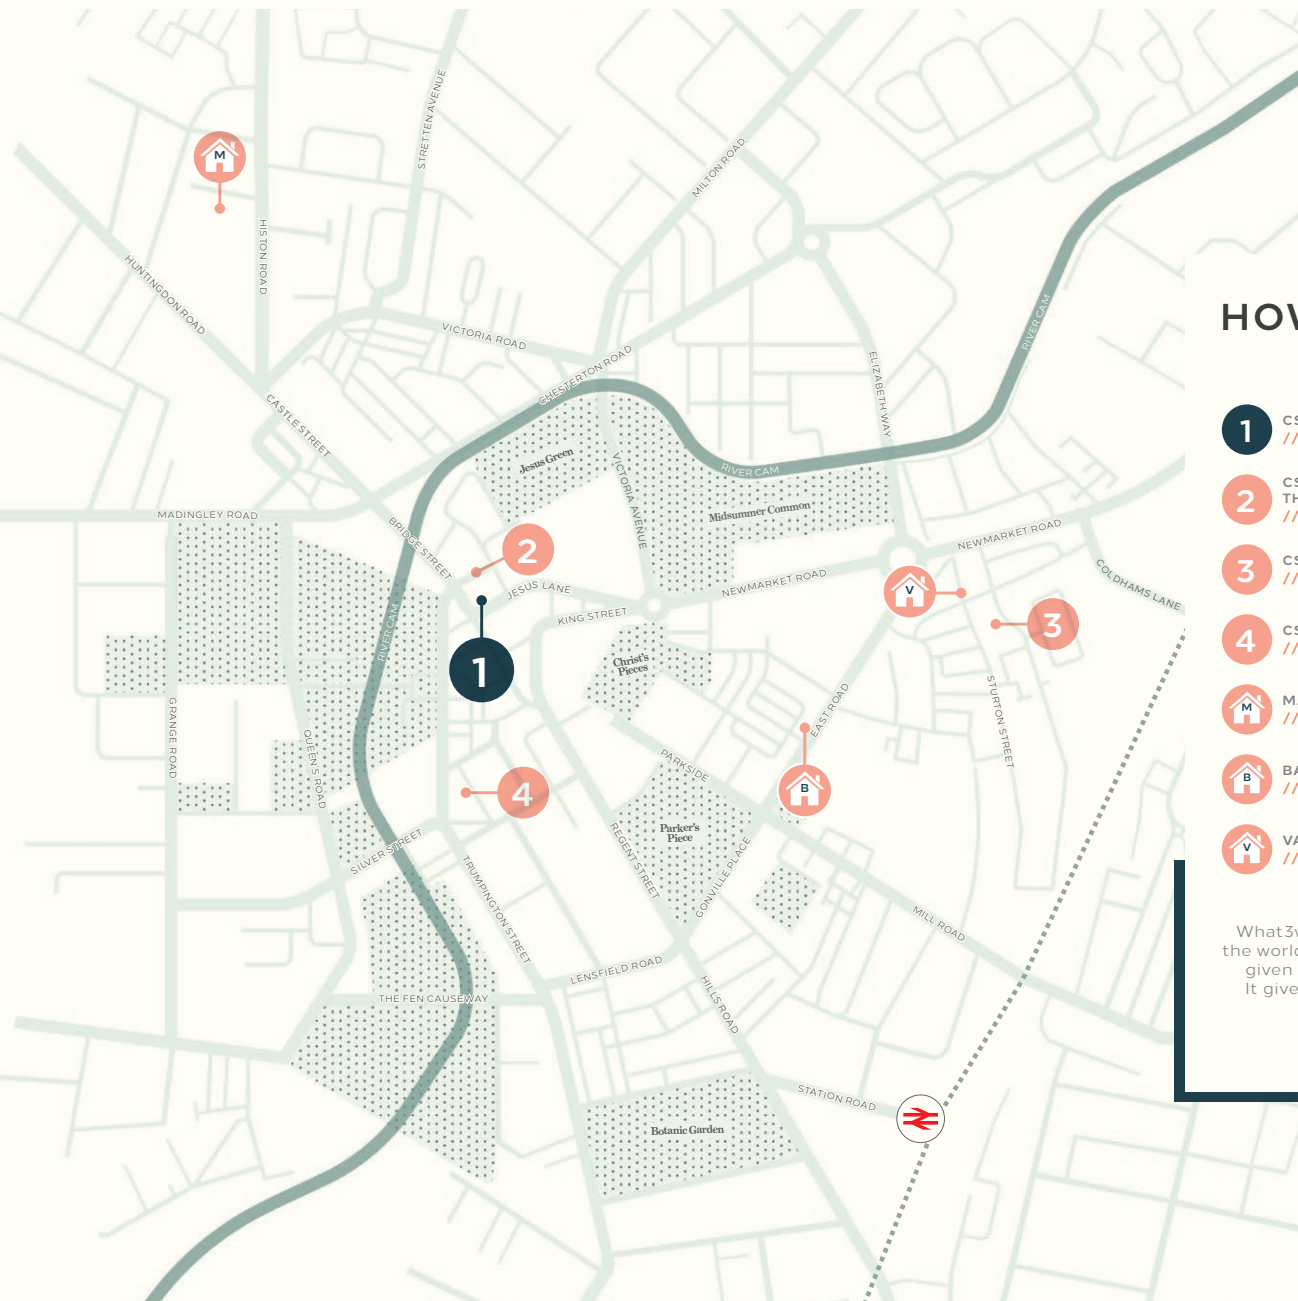 STRETTEN AVENUE
MILTON ROAD
M
HISTON ROAD
HUNTINGDON ROAD
VICTORIA ROAD
CHESTERTON ROAD
RIVER CAM
ELIZABETH WAY
CASTLE STREET
Jesus Green
VICTORIA AVENUE
RIVER CAM
Midsummer Common
MADINGLEY ROAD
BRIDGE STREET
2
JESUS LANE
KING STREET
NEWMARKET ROAD
NEWMARKET ROAD
COLDHAMS LANE
V
3
RIVER CAM
1
Christ's
Pieces
GRANGE ROAD
QUEEN'S ROAD
EAST ROAD
STURTON STREET
PARKSIDE
4
B
Parker's
Piece
SILVER STREET
REGENT STREET
GONVILLE PLACE
TRUMPINGTON STREET
MILL ROAD
LENSFIELD ROAD
THE FEN CAUSEWAY
HILLS ROAD
STATION ROAD
Botanic Garden
1
//
2
//
3
//
4
//
M
//
B
//
V
//
the
given
It